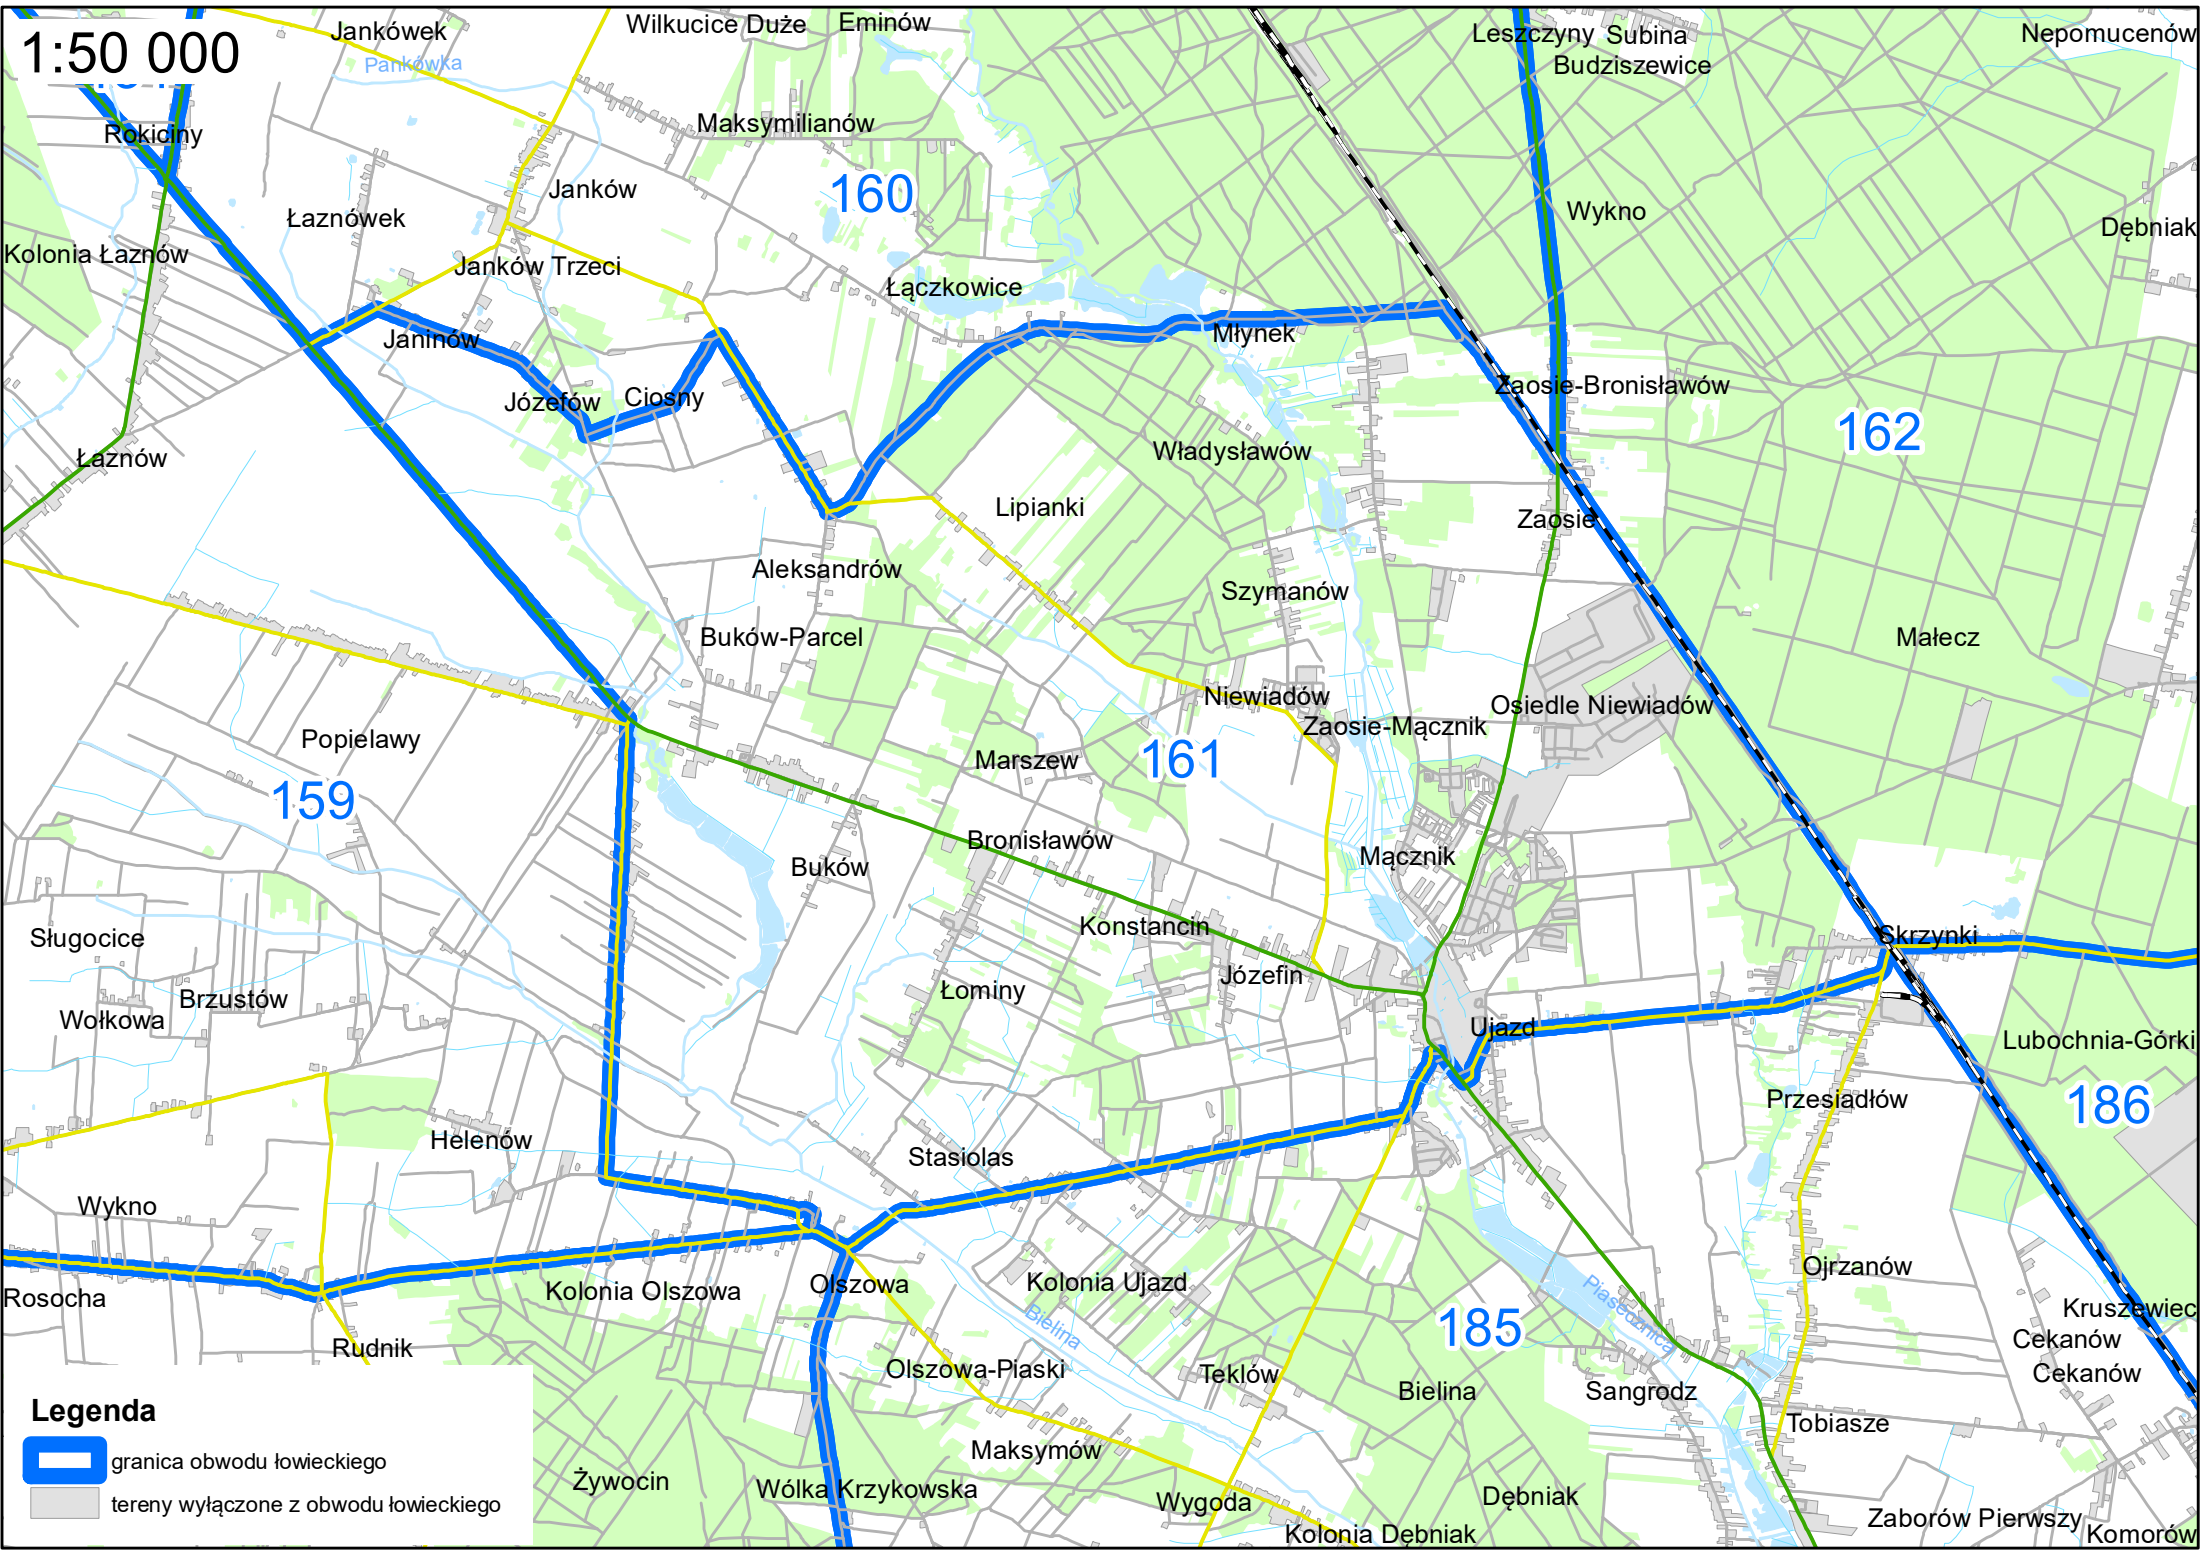 1:50 000
Jankówek
Wilkucice Duże
Eminów
Leszczyny
Subina
Nepomucenów
Pankówka
Budziszewice
Rokiciny
Maksymilianów
160
Janków
Łaznówek
Wykno
Dębniak
Kolonia Łaznów
Janków Trzeci
Łączkowice
Janinów
Młynek
Józefów
Ciosny
Zaosie-Bronisławów
162
Łaznów
Władysławów
Lipianki
Zaosie
Aleksandrów
Szymanów
Buków-Parcel
Małecz
Niewiadów
Osiedle Niewiadów
Zaosie-Mącznik
Popielawy
Marszew
161
159
Bronisławów
Mącznik
Buków
Konstancin
Sługocice
Skrzynki
Józefin
Łominy
Brzustów
Wołkowa
Ujazd
Lubochnia-Górki
Przesiadłów
186
Helenów
Stasiolas
Wykno
Ojrzanów
Kolonia Olszowa
Olszowa
Kolonia Ujazd
Rosocha
Piasecznica
Bielina
185
Kruszewiec
Rudnik
Cekanów
Olszowa-Piaski
Teklów
Cekanów
Bielina
Sangrodz
Legenda
Tobiasze
Maksymów
granica obwodu łowieckiego
Żywocin
Wólka Krzykowska
Wygoda
Dębniak
tereny wyłączone z obwodu łowieckiego
Zaborów Pierwszy
Kolonia Dębniak
Komorów